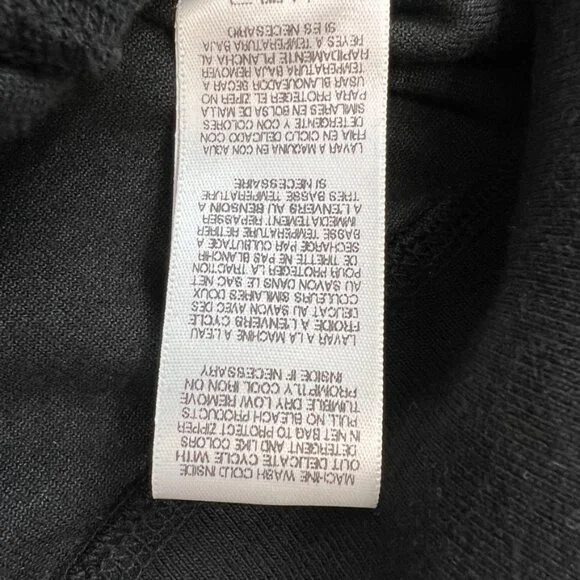 MACHINE WASH COLD INSIDE
OUT DELICATE CYCLE WITH
DETERGENT AND LIKE COLORS
IN NET BAG TO PROTECT ZIPPER
PULL. NO BLEACH PRODUCTS
TUMBLE DRY LOW REMOVE
PROMPTLY COOL IRON ON
INSIDE IF NECESSARY
LAVAR A LA MACHINE A L'EAU
FROIDE A L'ENVERS CYCLE
DELICAT AU SAVON AVEC DES
COULEURS SIMILAIRES DOUX
AU SAVON DANS LE SAC NET
POUR PROTEGER LA TRACTION
DE TIRETTE NE PAS BLANCHIR
SECHARGE PAR CULBUTAGE A
BASSE TEMPERATURE RETIRER
IMMEDIATEMENT REPASSER
A L'ENVERS AU BENSOIN A
TRES BASSE TEMPERATURE
SI NECESSAIRE
LAVAR A MAQUINA EN CON AQUA
FRIA EN CICLO DELICADO CON
DETERGENTE Y CON COLORES
SIMILARES EN BOLSA DE MALLA
PARA PROTEGER EL ZIPER NO
USAR BLANQUEADOR SECAR A
TEMPERATURA BAJA REMOVER
RAPIDAMENTE PLANCHA AL
REYES A TEMPERATURA BAJA
SI ES NECESSARIO